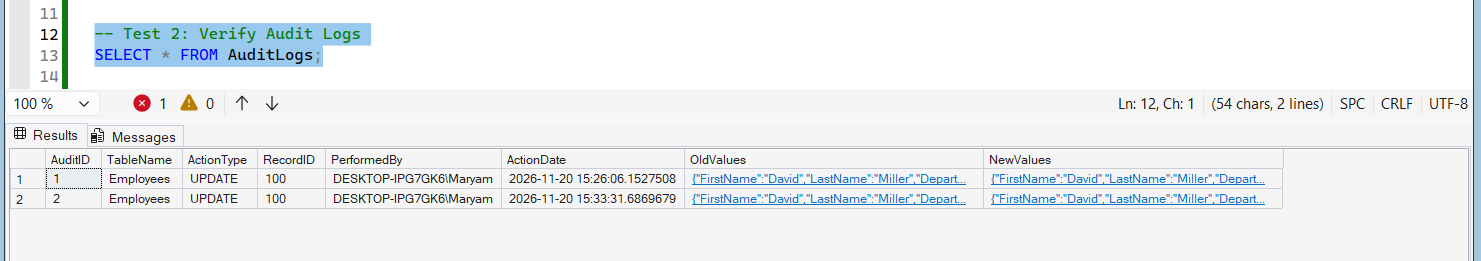 11
12 -- Test 2: Verify Audit Logs
13 SELECT * FROM AuditLogs;
14
100 % 1 0 Ln: 12, Ch: 1 (54 chars, 2 lines) SPC CRLF UTF-8
Results Messages
AuditID TableName ActionType RecordID PerformedBy ActionDate OldValues NewValues
1 1 Employees UPDATE 100 DESKTOP-IPG7GK6\Maryam 2026-11-20 15:26:06.1527508 {"FirstName":"David","LastName":"Miller","Depart... {"FirstName":"David","LastName":"Miller","Depart...
2 2 Employees UPDATE 100 DESKTOP-IPG7GK6\Maryam 2026-11-20 15:33:31.6869679 {"FirstName":"David","LastName":"Miller","Depart... {"FirstName":"David","LastName":"Miller","Depart...